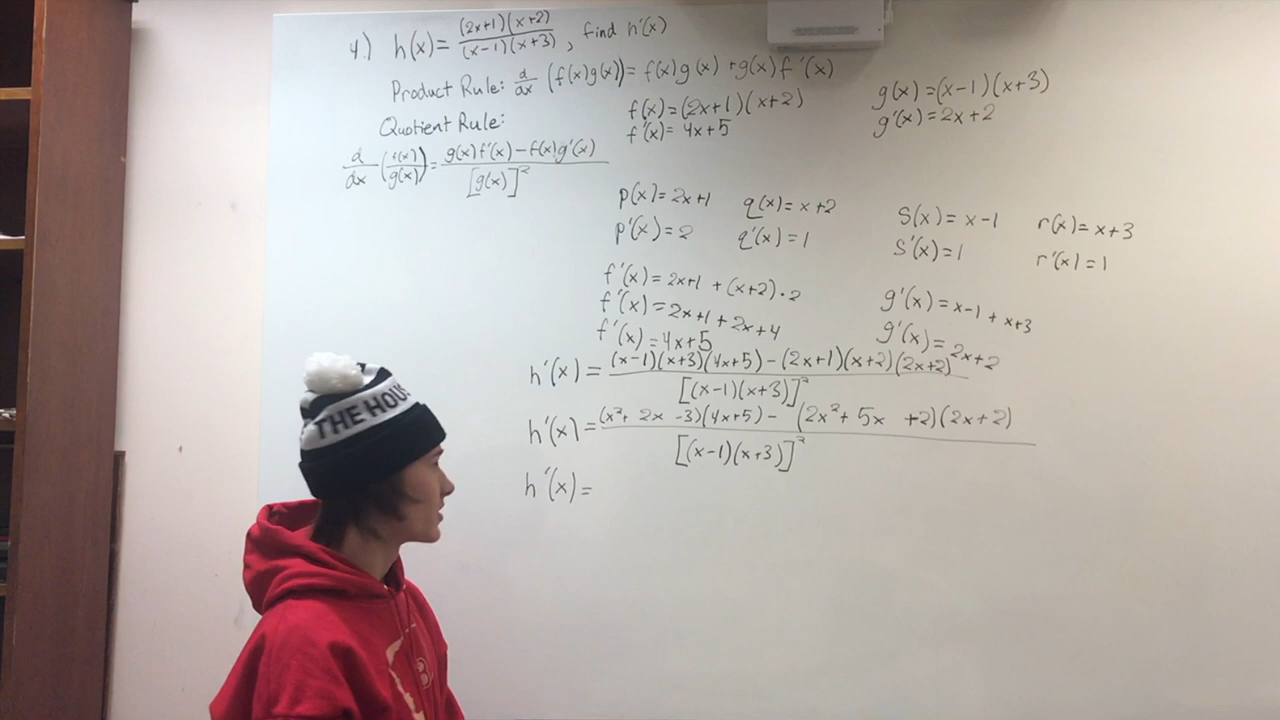 4.) h(x) = (2x+1)(x+2) / (x-1)(x+3) , find h'(x)
Product Rule: d/dx (f(x)g(x)) = f(x)g'(x) + g(x)f'(x)
f(x) = (2x+1)(x+2)
f'(x) = 4x+5
g(x) = (x-1)(x+3)
g'(x) = 2x+2
Quotient Rule:
d/dx (f(x)/g(x)) = g(x)f'(x) - f(x)g'(x) / [g(x)]²
p(x) = 2x+1 q(x) = x+2 S(x) = x-1 r(x) = x+3
p'(x) = 2 q'(x) = 1 S'(x) = 1 r'(x) = 1
f'(x) = 2x+1 + (x+2)·2
f'(x) = 2x+1 + 2x+4
f'(x) = 4x+5
g'(x) = x-1 + x+3
g'(x) = 2x+2
h'(x) = (x-1)(x+3)(4x+5) - (2x+1)(x+2)(2x+2) / [(x-1)(x+3)]²
h'(x) = (x²+ 2x -3)(4x+5) - (2x²+ 5x +2)(2x+2) / [(x-1)(x+3)]²
h'(x) =
THE HOUS